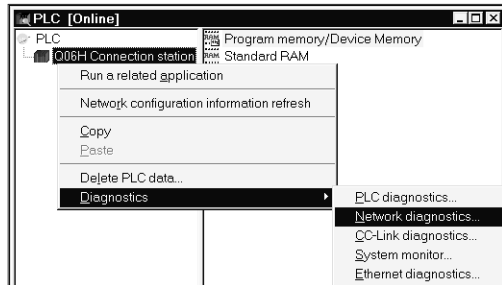 PLC [Online]
PLC
Q06H Connection station
Program memory/Device Memory
Standard RAM
Run a related application
Network configuration information refresh
Copy
Paste
Delete PLC data...
Diagnostics
PLC diagnostics...
Network diagnostics...
CC-Link diagnostics...
System monitor...
Ethernet diagnostics...